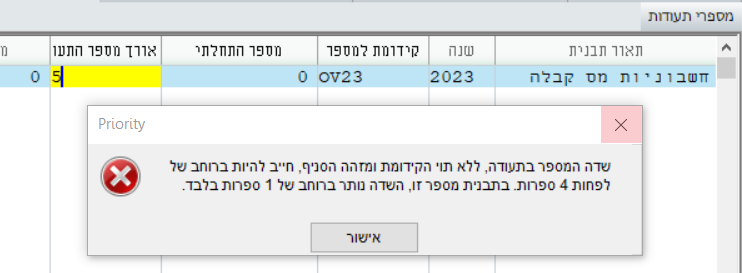 מספרי תעודות
תאור תבנית שנה קידומת למספר מספר התחלתי אורך מספר התעו
חשבוניות מס קבלה 2023 OV23 0 5 0
Priority
שדה המספר בתעודה, ללא תוי הקידומת ומזהה הסניף, חייב להיות ברוחב של
לפחות 4 ספרות. בתבנית מספר זו, השדה נותר ברוחב של 1 ספרות בלבד.
אישור